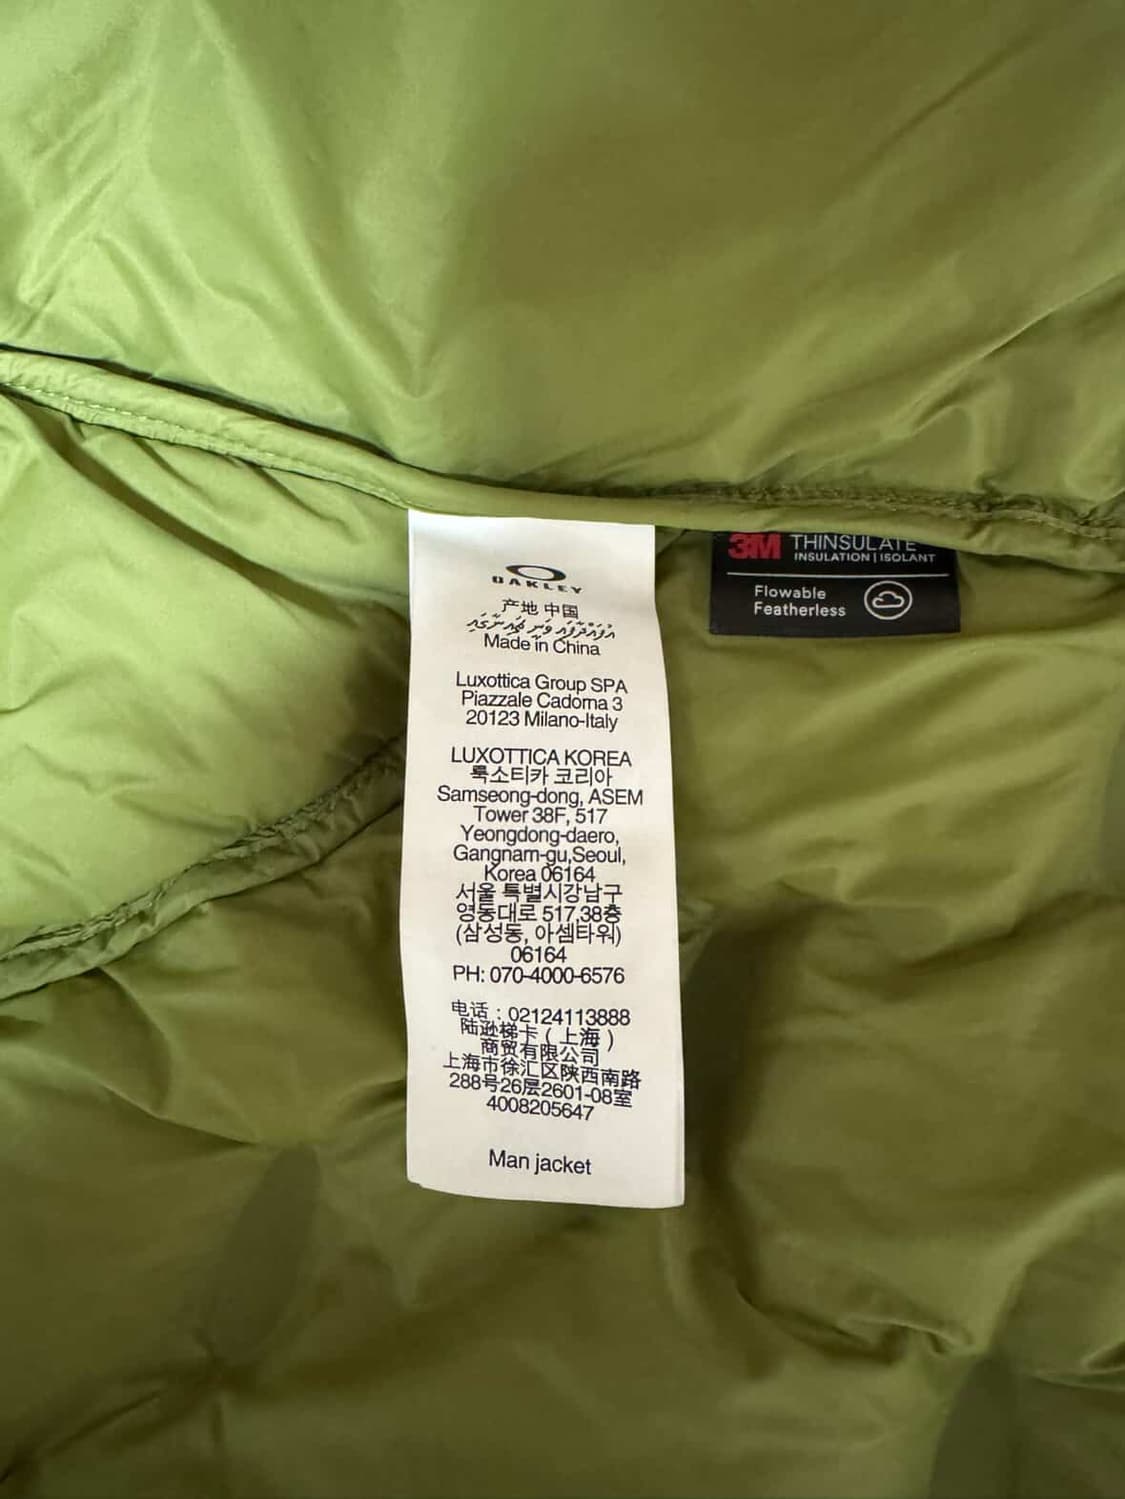 OAKLEY
产地 中国
Made in China
Luxottica Group SPA
Piazzale Cadorna 3
20123 Milano-Italy
LUXOTTICA KOREA
룩소티카 코리아
Samseong-dong, ASEM
Tower 38F, 517
Yeongdong-daero,
Gangnam-gu,Seoul,
Korea 06164
서울 특별시강남구
영동대로 517,38층
(삼성동, 아셈타워)
06164
PH: 070-4000-6576
电话 : 02124113888
陆逊梯卡 ( 上海 )
商贸有限公司
上海市徐汇区陕西南路
288号26层2601-08室
4008205647
Man jacket
3M THINSULATE
INSULATION | ISOLANT
Flowable
Featherless